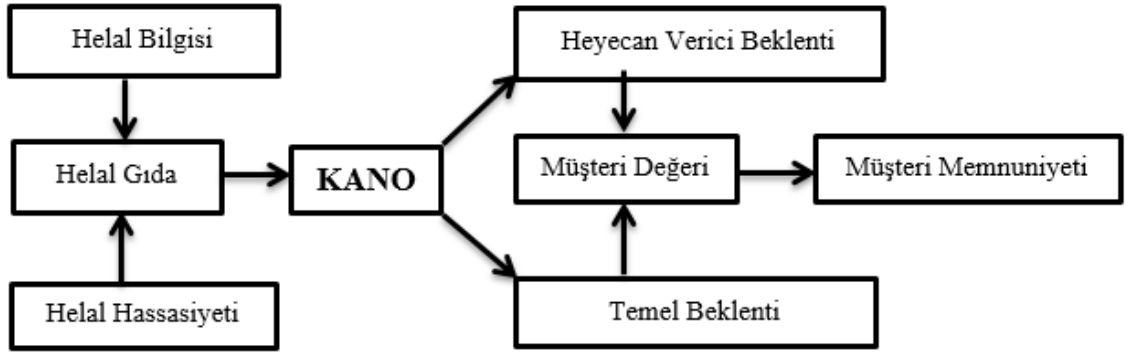 Helal Bilgisi
Heyecan Verici Beklenti
Helal Gıda
KANO
Müşteri Değeri
Müşteri Memnuniyeti
Helal Hassasiyeti
Temel Beklenti